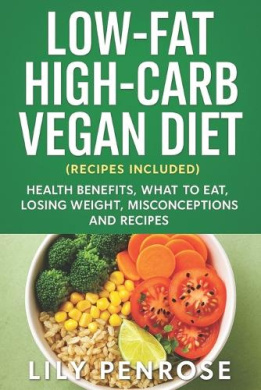 LOW-FAT
HIGH-CARB
VEGAN DIET
(RECIPES INCLUDED)
HEALTH BENEFITS, WHAT TO EAT,
LOSING WEIGHT, MISCONCEPTIONS
AND RECIPES
LILY PENROSE